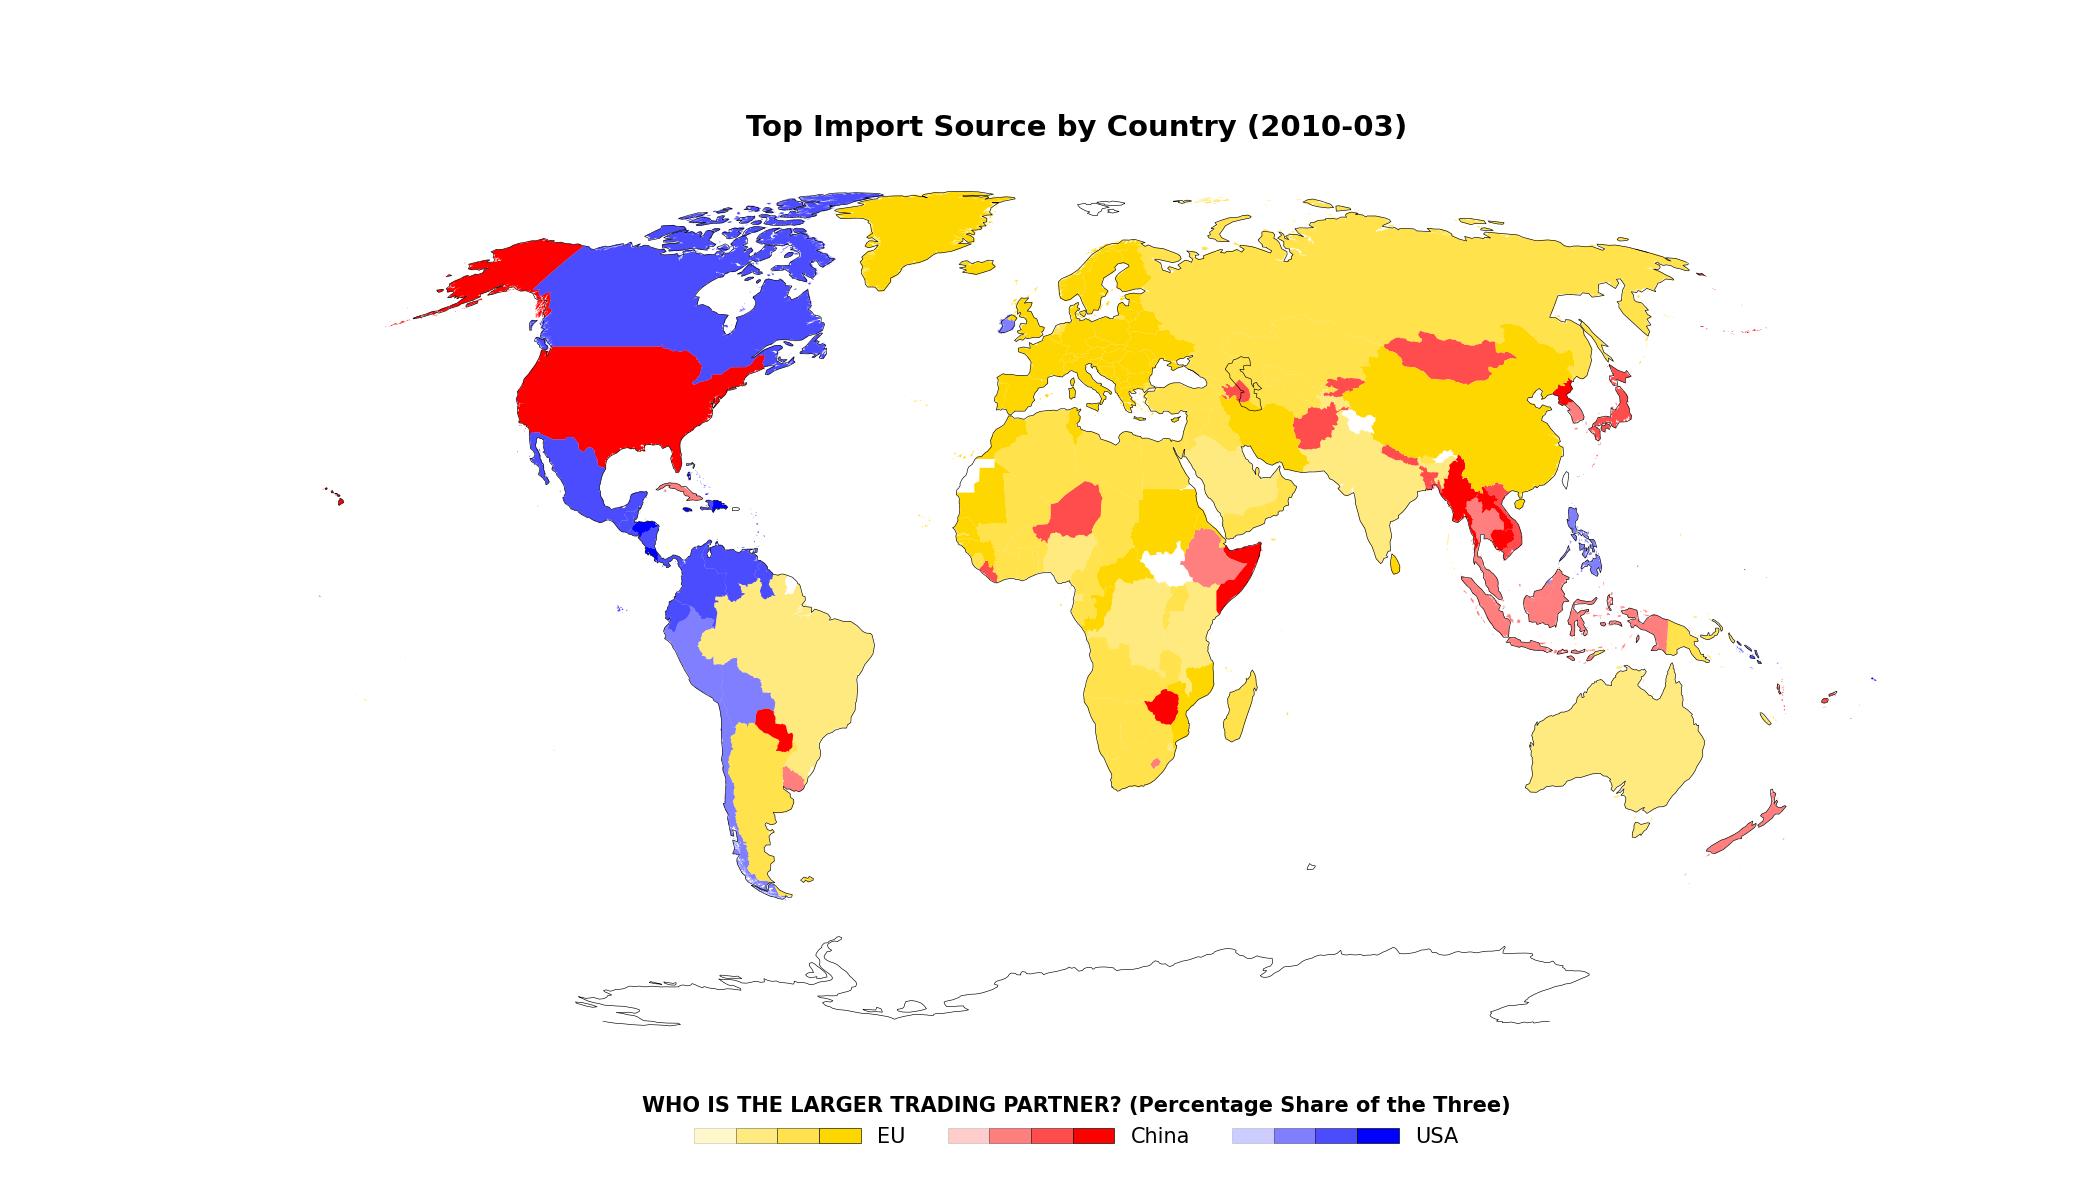 Top Import Source by Country (2010-03)
WHO IS THE LARGER TRADING PARTNER? (Percentage Share of the Three)
EU China USA